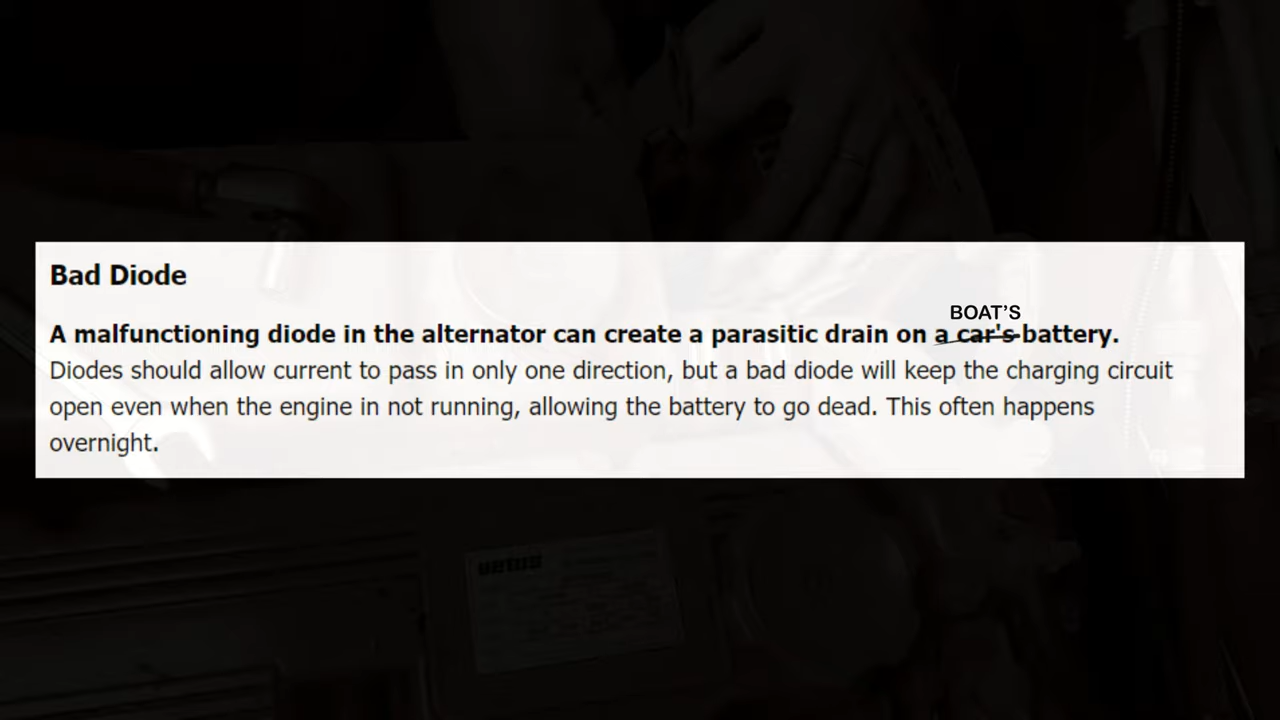 Bad Diode
BOAT'S
A malfunctioning diode in the alternator can create a parasitic drain on a car's battery.
Diodes should allow current to pass in only one direction, but a bad diode will keep the charging circuit
open even when the engine in not running, allowing the battery to go dead. This often happens
overnight.
vetus